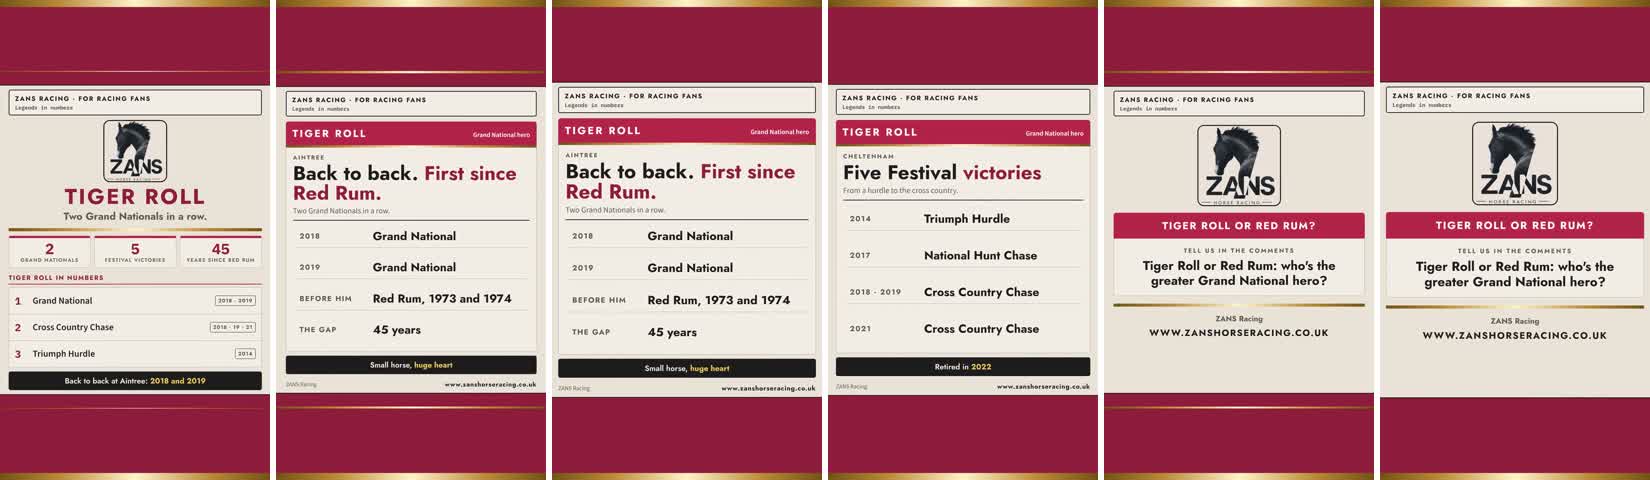 ZANS RACING - FOR RACING FANS
Legends in numbers
ZANS
HORSE RACING
TIGER ROLL
Two Grand Nationals in a row.
2
GRAND NATIONALS
5
FESTIVAL VICTORIES
45
YEARS SINCE RED RUM
TIGER ROLL IN NUMBERS
1 Grand National 2018 - 2019
2 Cross Country Chase 2018 - 19 - 21
3 Triumph Hurdle 2014
Back to back at Aintree: 2018 and 2019
ZANS RACING - FOR RACING FANS
Legends in numbers
TIGER ROLL Grand National hero
AINTREE
Back to back. First since
Red Rum.
Two Grand Nationals in a row.
2018 Grand National
2019 Grand National
BEFORE HIM Red Rum, 1973 and 1974
THE GAP 45 years
Small horse, huge heart
ZANS Racing www.zanshorseracing.co.uk
ZANS RACING - FOR RACING FANS
Legends in numbers
TIGER ROLL Grand National hero
AINTREE
Back to back. First since
Red Rum.
Two Grand Nationals in a row.
2018 Grand National
2019 Grand National
BEFORE HIM Red Rum, 1973 and 1974
THE GAP 45 years
Small horse, huge heart
ZANS Racing www.zanshorseracing.co.uk
ZANS RACING - FOR RACING FANS
Legends in numbers
TIGER ROLL Grand National hero
CHELTENHAM
Five Festival victories
From a hurdle to the cross country.
2014 Triumph Hurdle
2017 National Hunt Chase
2018 - 2019 Cross Country Chase
2021 Cross Country Chase
Retired in 2022
ZANS Racing www.zanshorseracing.co.uk
ZANS RACING - FOR RACING FANS
Legends in numbers
ZANS
HORSE RACING
TIGER ROLL OR RED RUM?
TELL US IN THE COMMENTS
Tiger Roll or Red Rum: who's the
greater Grand National hero?
ZANS Racing
WWW.ZANSHORSERACING.CO.UK
ZANS RACING - FOR RACING FANS
Legends in numbers
ZANS
HORSE RACING
TIGER ROLL OR RED RUM?
TELL US IN THE COMMENTS
Tiger Roll or Red Rum: who's the
greater Grand National hero?
ZANS Racing
WWW.ZANSHORSERACING.CO.UK